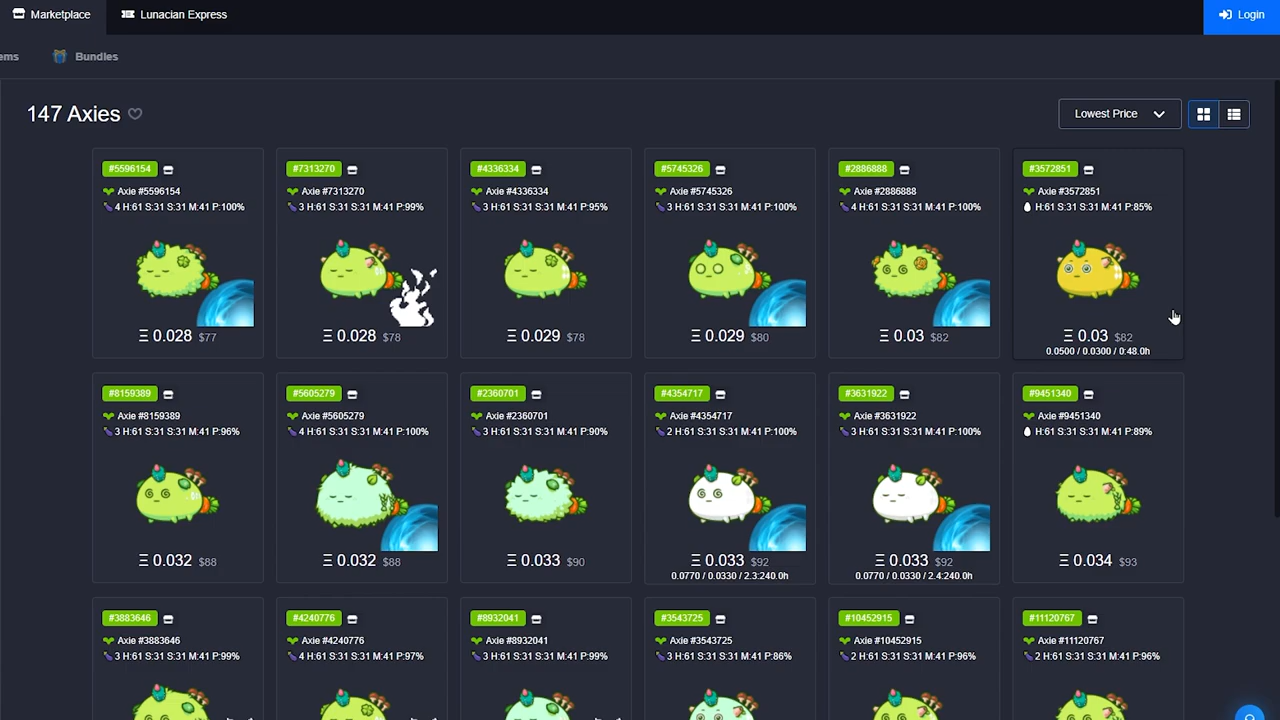 Marketplace
Lunacian Express
Login
ems
Bundles
147 Axies
Lowest Price
#5596154
Axie #5596154
4 H:61 S:31 S:31 M:41 P:100%
Ξ 0.028 $77
#7313270
Axie #7313270
3 H:61 S:31 S:31 M:41 P:99%
Ξ 0.028 $78
#4336334
Axie #4336334
3 H:61 S:31 S:31 M:41 P:95%
Ξ 0.029 $78
#5745326
Axie #5745326
3 H:61 S:31 S:31 M:41 P:100%
Ξ 0.029 $80
#2886888
Axie #2886888
4 H:61 S:31 S:31 M:41 P:100%
Ξ 0.03 $82
#3572851
Axie #3572851
H:61 S:31 S:31 M:41 P:85%
Ξ 0.03 $82
0.0500 / 0.0300 / 0:48.0h
#8159389
Axie #8159389
3 H:61 S:31 S:31 M:41 P:96%
Ξ 0.032 $88
#5605279
Axie #5605279
4 H:61 S:31 S:31 M:41 P:100%
Ξ 0.032 $88
#2360701
Axie #2360701
3 H:61 S:31 S:31 M:41 P:90%
Ξ 0.033 $90
#4354717
Axie #4354717
2 H:61 S:31 S:31 M:41 P:100%
Ξ 0.033 $92
0.0770 / 0.0330 / 2.3:240.0h
#3631922
Axie #3631922
3 H:61 S:31 S:31 M:41 P:100%
Ξ 0.033 $92
0.0770 / 0.0330 / 2.4:240.0h
#9451340
Axie #9451340
H:61 S:31 S:31 M:41 P:89%
Ξ 0.034 $93
#3883646
Axie #3883646
3 H:61 S:31 S:31 M:41 P:99%
#4240776
Axie #4240776
4 H:61 S:31 S:31 M:41 P:97%
#8932041
Axie #8932041
3 H:61 S:31 S:31 M:41 P:99%
#3543725
Axie #3543725
3 H:61 S:31 S:31 M:41 P:86%
#10452915
Axie #10452915
2 H:61 S:31 S:31 M:41 P:96%
#11120767
Axie #11120767
2 H:61 S:31 S:31 M:41 P:96%